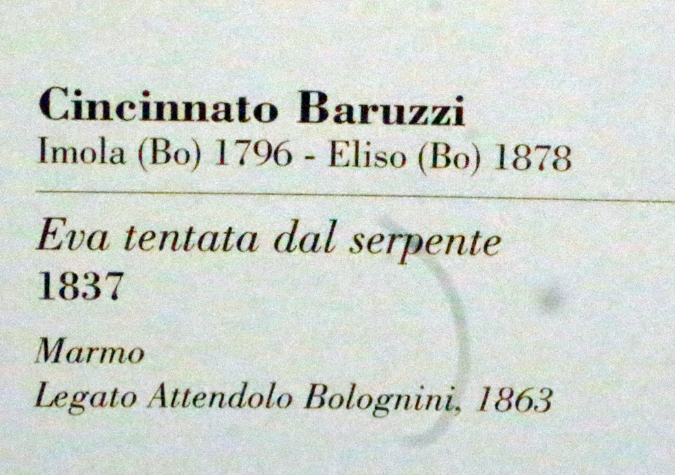 Cincinnato Baruzzi
Imola (Bo) 1796 - Eliso (Bo) 1878
Eva tentata dal serpente
1837
Marmo
Legato Attendolo Bolognini, 1863